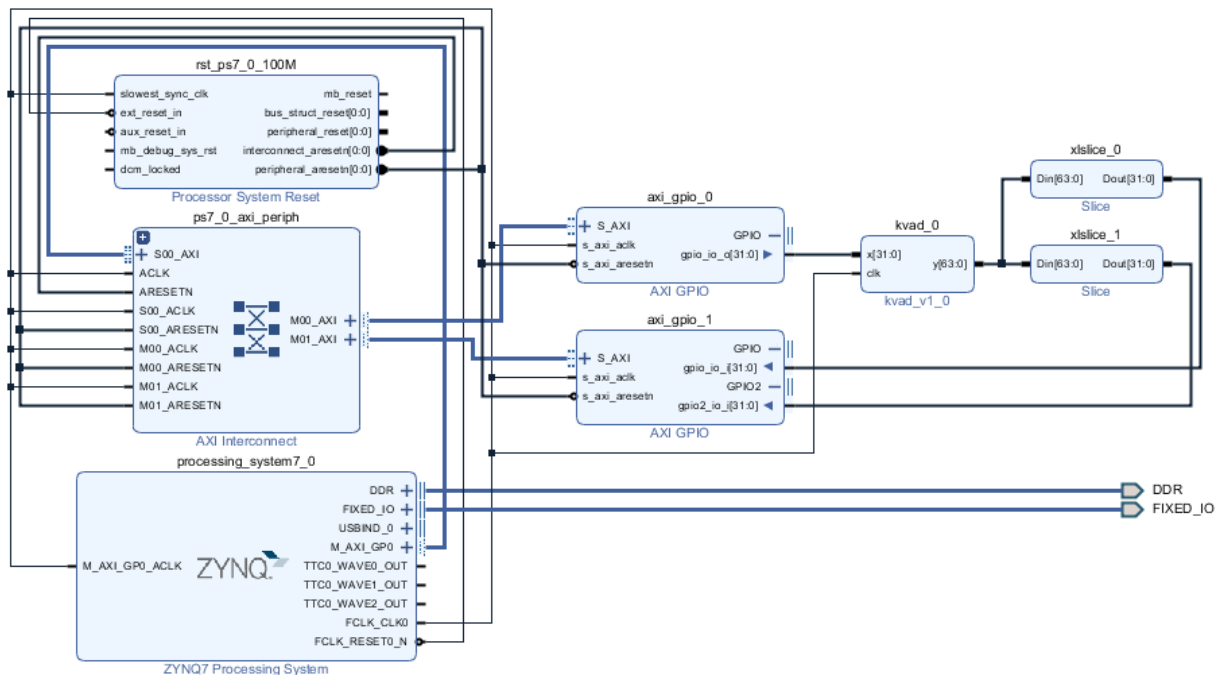 rst_ps7_0_100M
slowest_sync_clk
ext_reset_in
aux_reset_in
mb_debug_sys_rst
dcm_locked
mb_reset
bus_struct_reset[0:0]
peripheral_reset[0:0]
interconnect_aresetn[0:0]
peripheral_aresetn[0:0]
Processor System Reset
ps7_0_axi_periph
S00_AXI
ACLK
ARESETN
S00_ACLK
S00_ARESETN
M00_ACLK
M00_ARESETN
M01_ACLK
M01_ARESETN
M00_AXI
M01_AXI
AXI Interconnect
processing_system7_0
M_AXI_GP0_ACLK
ZYNQ
DDR
FIXED_IO
USBIND_0
M_AXI_GP0
TTC0_WAVE0_OUT
TTC0_WAVE1_OUT
TTC0_WAVE2_OUT
FCLK_CLK0
FCLK_RESET0_N
ZYNQ7 Processing System
axi_gpio_0
S_AXI
s_axi_aclk
s_axi_aresetn
GPIO
gpio_io_o[31:0]
AXI GPIO
axi_gpio_1
S_AXI
s_axi_aclk
s_axi_aresetn
GPIO
gpio_io_i[31:0]
GPIO2
gpio2_io_i[31:0]
AXI GPIO
kvad_0
x[31:0]
clk
y[63:0]
kvad_v1_0
xlslice_0
Din[63:0]
Dout[31:0]
Slice
xlslice_1
Din[63:0]
Dout[31:0]
Slice
DDR
FIXED_IO